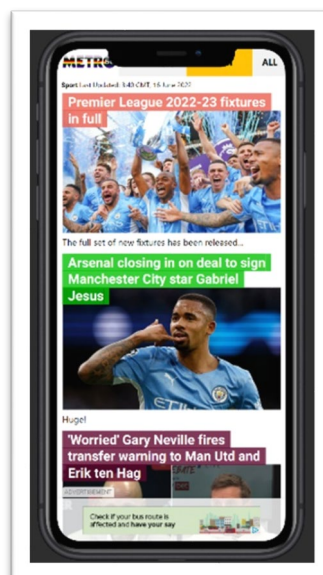 METRO
ALL
Sport Last Updated: 3:40 GMT, 16 June 2022
Premier League 2022-23 fixtures
in full
The full set of new fixtures has been released...
Arsenal closing in on deal to sign
Manchester City star Gabriel
Jesus
Huge!
'Worried' Gary Neville fires
transfer warning to Man Utd and
Erik ten Hag
ADVERTISEMENT
Check if your bus route is
affected and have your say